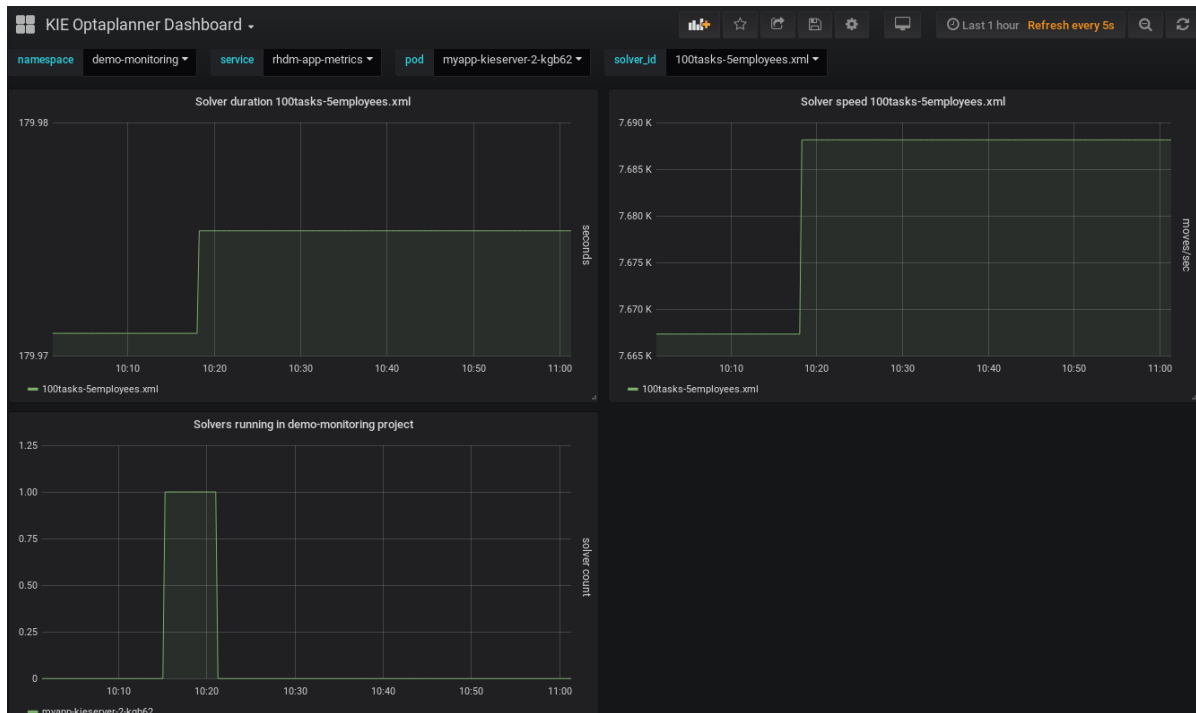 KIE Optaplanner Dashboard
Last 1 hour Refresh every 5s
namespace demo-monitoring service rhdm-app-metrics pod myapp-kieserver-2-kgb62 solver_id 100tasks-5employees.xml
Solver duration 100tasks-5employees.xml
179.98
179.97
seconds
10:10 10:20 10:30 10:40 10:50 11:00
100tasks-5employees.xml
Solver speed 100tasks-5employees.xml
7.690 K
7.685 K
7.680 K
7.675 K
7.670 K
7.665 K
moves/sec
10:10 10:20 10:30 10:40 10:50 11:00
100tasks-5employees.xml
Solvers running in demo-monitoring project
1.25
1.00
0.75
0.50
0.25
0
solver count
10:10 10:20 10:30 10:40 10:50 11:00
myapp-kieserver-2-kgb62